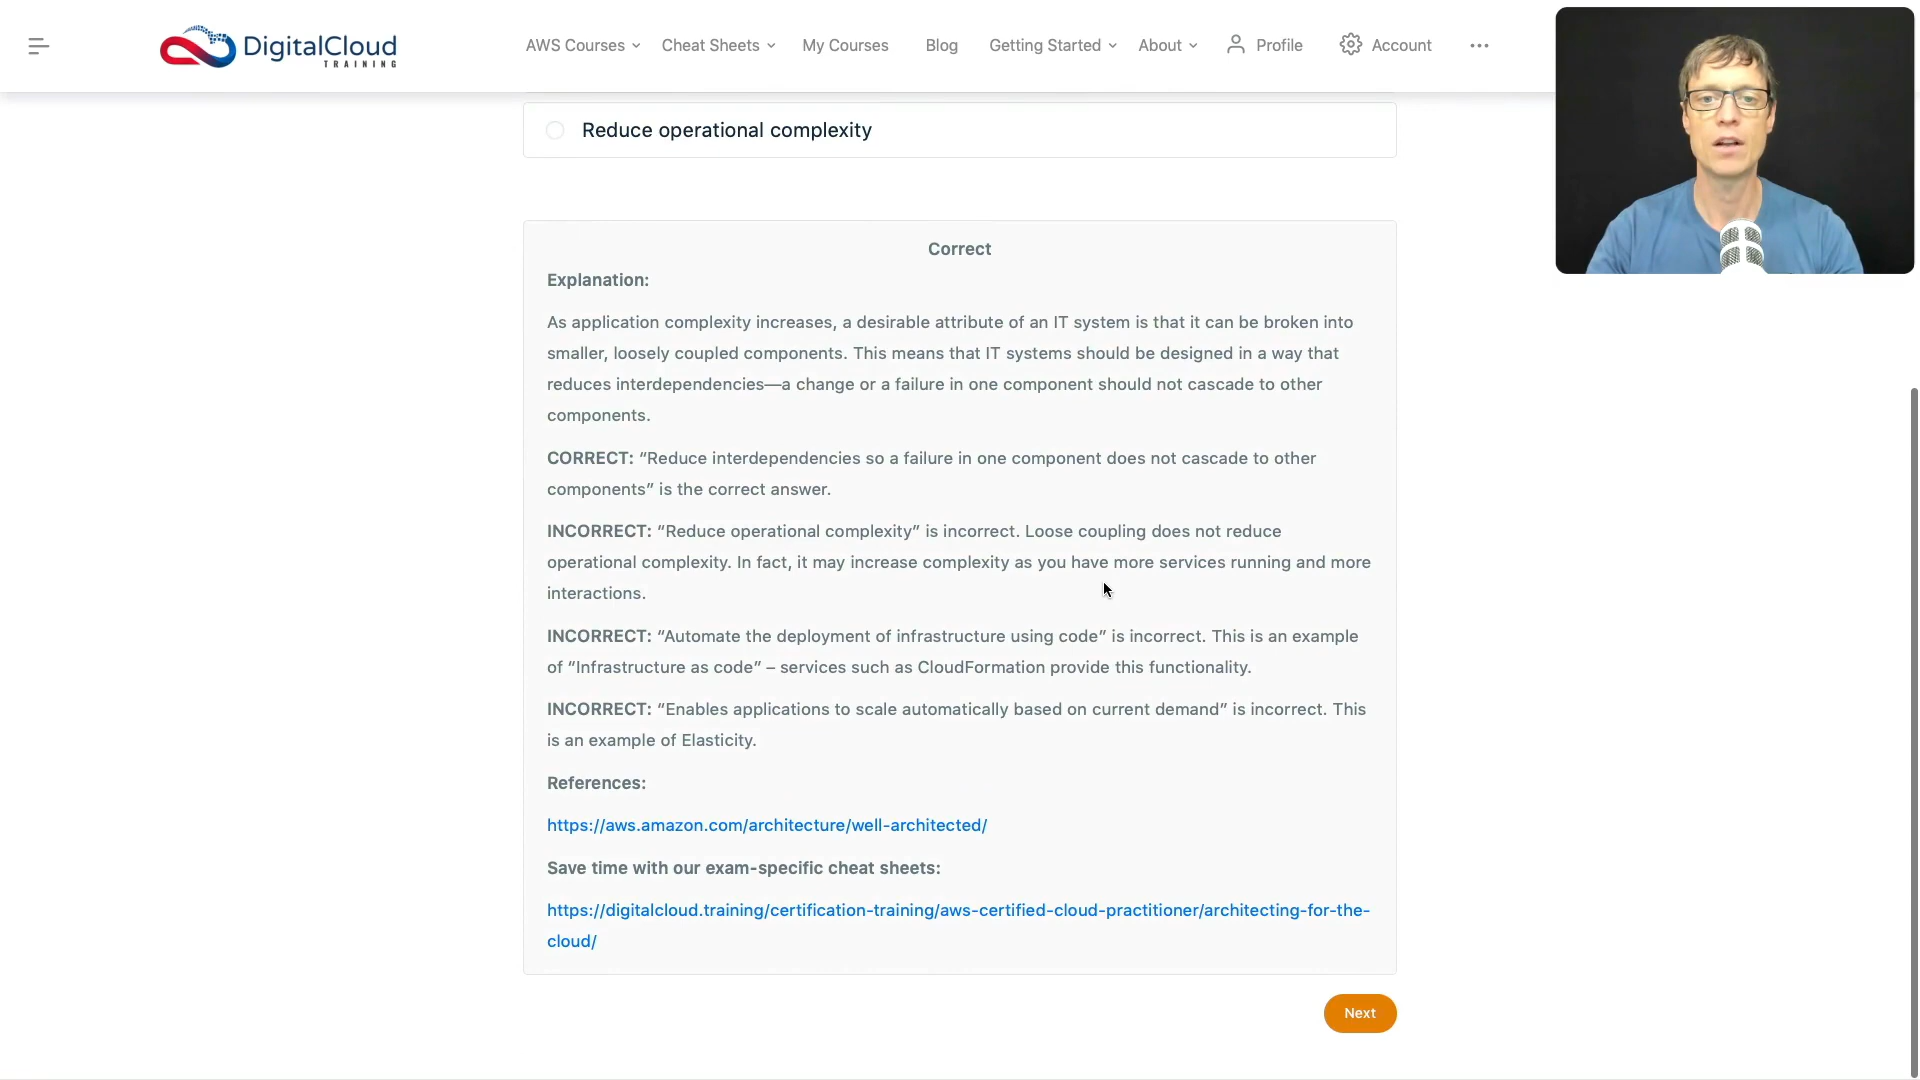 DigitalCloud
TRAINING
AWS Courses
Cheat Sheets
My Courses
Blog
Getting Started
About
Profile
Account
Reduce operational complexity
Correct
Explanation:
As application complexity increases, a desirable attribute of an IT system is that it can be broken into
smaller, loosely coupled components. This means that IT systems should be designed in a way that
reduces interdependencies—a change or a failure in one component should not cascade to other
components.
CORRECT: “Reduce interdependencies so a failure in one component does not cascade to other
components” is the correct answer.
INCORRECT: “Reduce operational complexity” is incorrect. Loose coupling does not reduce
operational complexity. In fact, it may increase complexity as you have more services running and more
interactions.
INCORRECT: “Automate the deployment of infrastructure using code” is incorrect. This is an example
of “Infrastructure as code” – services such as CloudFormation provide this functionality.
INCORRECT: “Enables applications to scale automatically based on current demand” is incorrect. This
is an example of Elasticity.
References:
https://aws.amazon.com/architecture/well-architected/
Save time with our exam-specific cheat sheets:
https://digitalcloud.training/certification-training/aws-certified-cloud-practitioner/architecting-for-the-
cloud/
Next